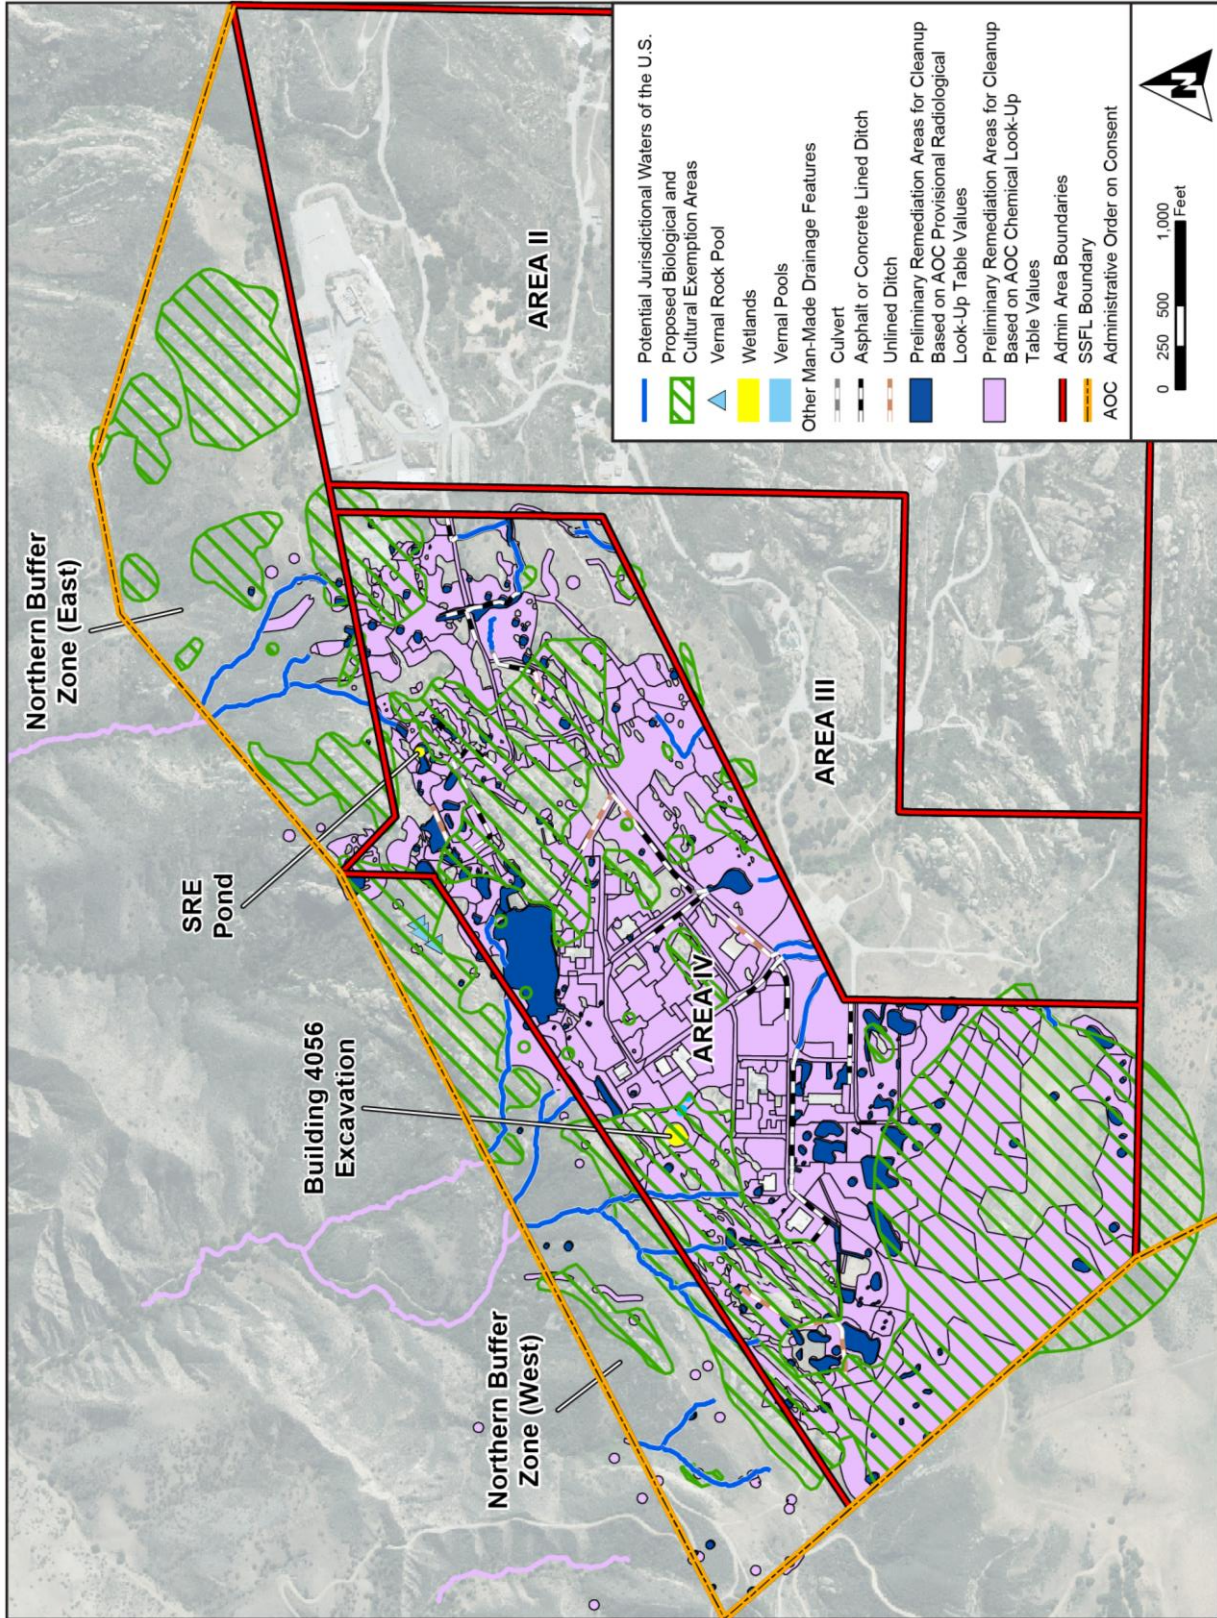 Northern Buffer
Zone (East)
SRE
Pond
Building 4056
Excavation
Northern Buffer
Zone (West)
AREA II
AREA III
AREA IV
Potential Jurisdictional Waters of the U.S.
Proposed Biological and
Cultural Exemption Areas
Vernal Rock Pool
Wetlands
Vernal Pools
Other Man-Made Drainage Features
Culvert
Asphalt or Concrete Lined Ditch
Unlined Ditch
Preliminary Remediation Areas for Cleanup
Based on AOC Provisional Radiological
Look-Up Table Values
Preliminary Remediation Areas for Cleanup
Based on AOC Chemical Look-Up
Table Values
Admin Area Boundaries
SSFL Boundary
AOC Administrative Order on Consent
N
0 250 500 1,000
Feet